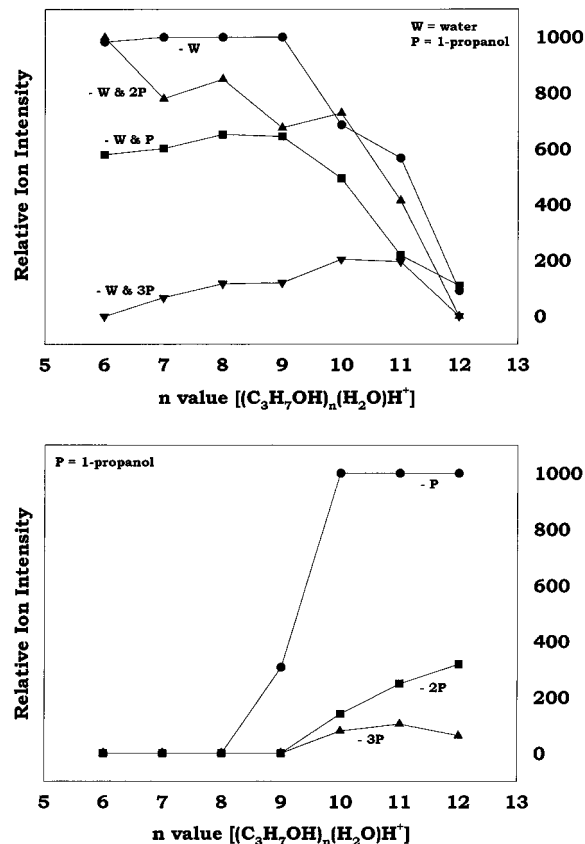 W = water
P = 1-propanol
- W
- W & 2P
- W & P
- W & 3P
Relative Ion Intensity
1000
800
600
400
200
0
5 6 7 8 9 10 11 12 13
n value [(C₃H₇OH)ₙ(H₂O)H⁺]
P = 1-propanol
- P
- 2P
- 3P
Relative Ion Intensity
1000
800
600
400
200
0
5 6 7 8 9 10 11 12 13
n value [(C₃H₇OH)ₙ(H₂O)H⁺]